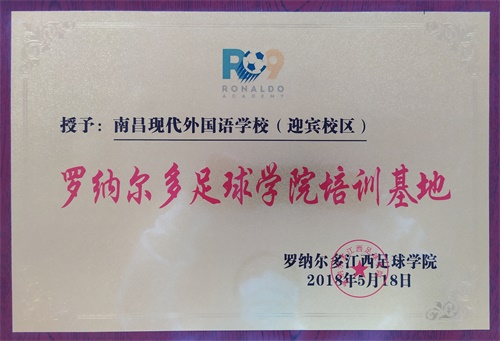 R9
RONALDO
ACADEMY
授予：南昌现代外国语学校（迎宾校区）
罗纳尔多足球学院培训基地
罗纳尔多江西足球学院
2018年5月18日